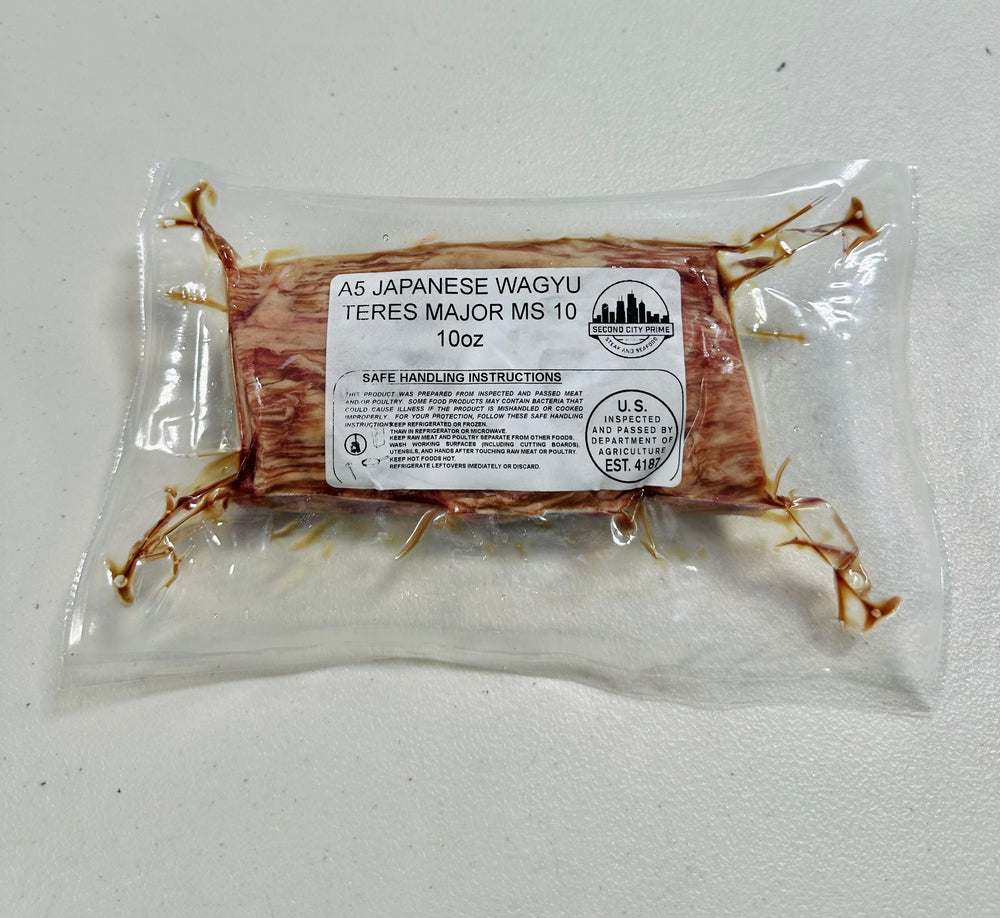 A5 JAPANESE WAGYU
TERES MAJOR MS 10
10oz
SECOND CITY PRIME
STEAK AND SEAFOOD
SAFE HANDLING INSTRUCTIONS
THIS PRODUCT WAS PREPARED FROM INSPECTED AND PASSED MEAT
AND/OR POULTRY. SOME FOOD PRODUCTS MAY CONTAIN BACTERIA THAT
COULD CAUSE ILLNESS IF THE PRODUCT IS MISHANDLED OR COOKED
IMPROPERLY. FOR YOUR PROTECTION, FOLLOW THESE SAFE HANDLING
INSTRUCTIONS
KEEP REFRIGERATED OR FROZEN.
THAW IN REFRIGERATOR OR MICROWAVE.
KEEP RAW MEAT AND POULTRY SEPARATE FROM OTHER FOODS.
WASH WORKING SURFACES (INCLUDING CUTTING BOARDS),
UTENSILS, AND HANDS AFTER TOUCHING RAW MEAT OR POULTRY.
KEEP HOT FOODS HOT.
REFRIGERATE LEFTOVERS IMEDIATELY OR DISCARD.
U.S.
INSPECTED
AND PASSED BY
DEPARTMENT OF
AGRICULTURE
EST. 4187